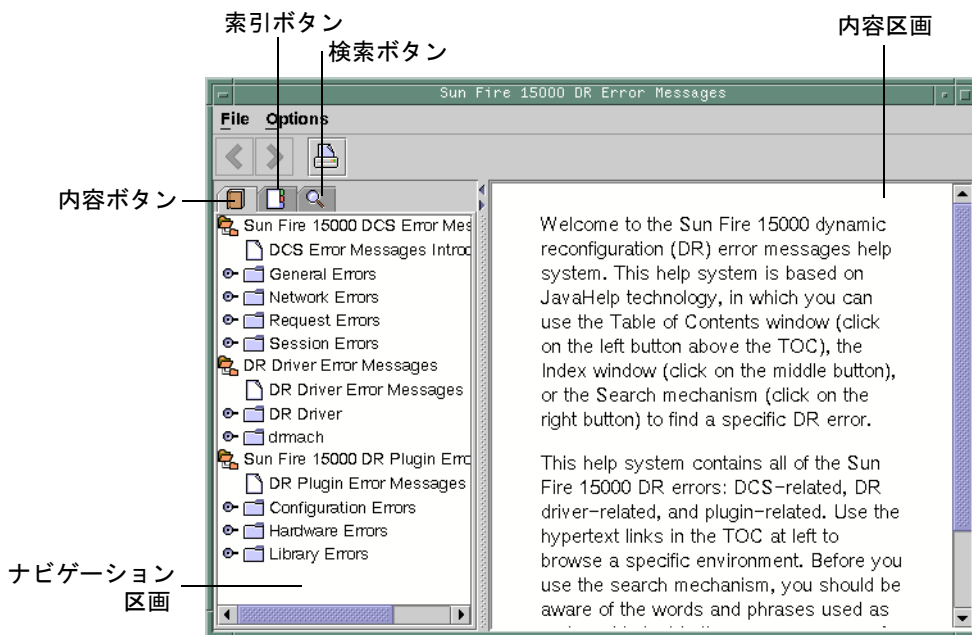 索引ボタン
検索ボタン
内容区画
Sun Fire 15000 DR Error Messages
File Options
内容ボタン
Sun Fire 15000 DCS Error Mes
DCS Error Messages Introd
General Errors
Network Errors
Request Errors
Session Errors
DR Driver Error Messages
DR Driver Error Messages
DR Driver
drmach
Sun Fire 15000 DR Plugin Erro
DR Plugin Error Messages
Configuration Errors
Hardware Errors
Library Errors
ナビゲーション
区画
Welcome to the Sun Fire 15000 dynamic
reconfiguration (DR) error messages help
system. This help system is based on
JavaHelp technology, in which you can
use the Table of Contents window (click
on the left button above the TOC), the
Index window (click on the middle button),
or the Search mechanism (click on the
right button) to find a specific DR error.
This help system contains all of the Sun
Fire 15000 DR errors: DCS-related, DR
driver-related, and plugin-related. Use the
hypertext links in the TOC at left to
browse a specific environment. Before you
use the search mechanism, you should be
aware of the words and phrases used as